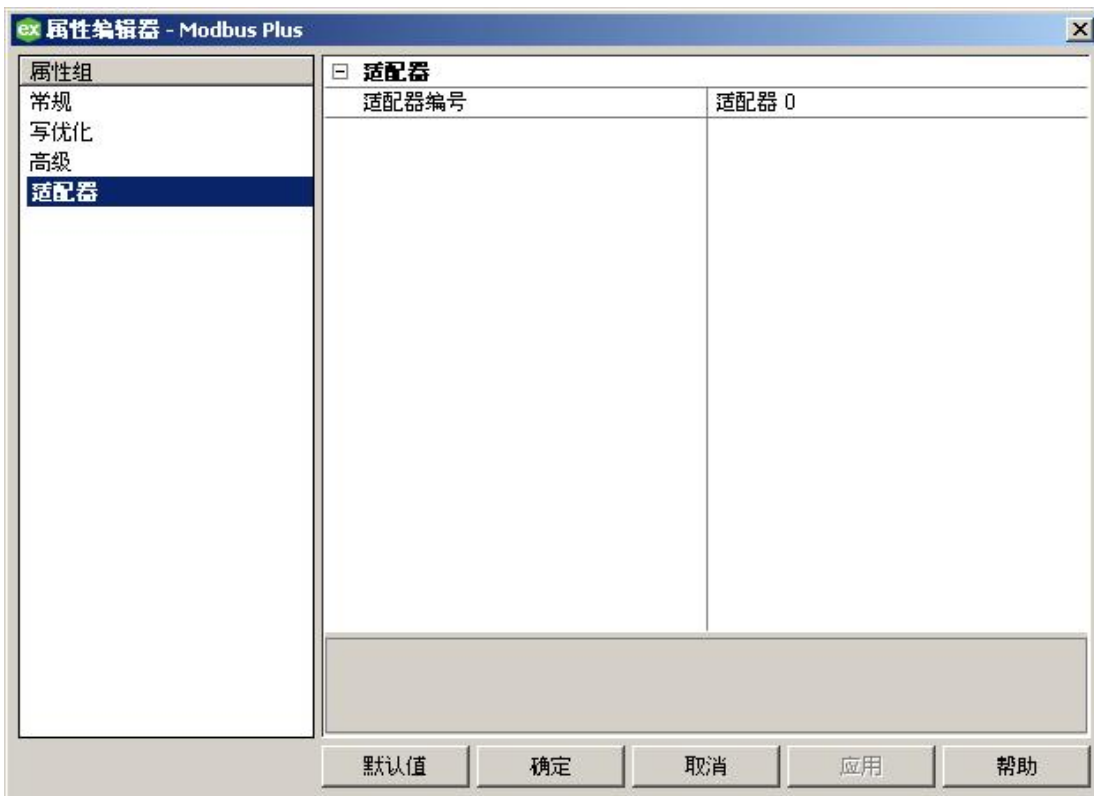 ex 属性编辑器 - Modbus Plus
属性组
常规
写优化
高级
适配器
适配器
适配器编号 适配器 0
默认值 确定 取消 应用 帮助